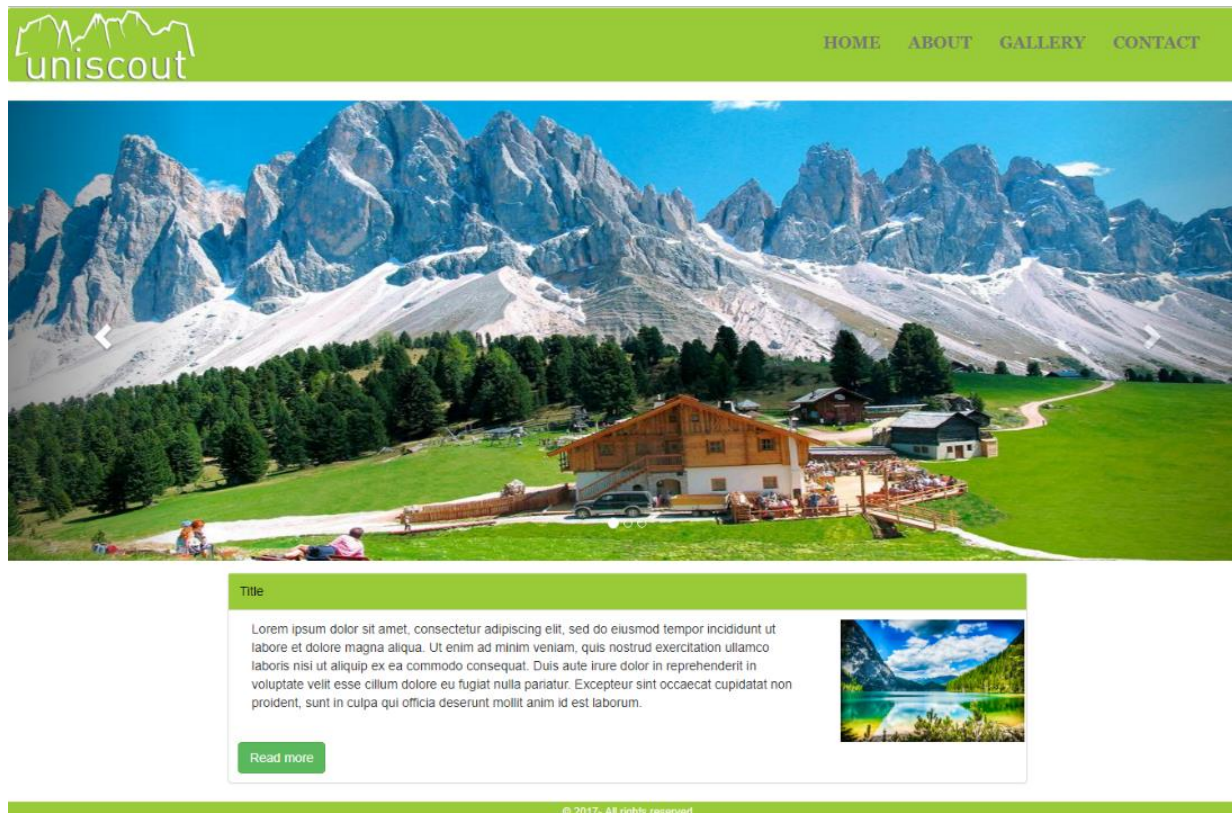 uniscout
HOME ABOUT GALLERY CONTACT
Title
Lorem ipsum dolor sit amet, consectetur adipiscing elit, sed do eiusmod tempor incididunt ut
labore et dolore magna aliqua. Ut enim ad minim veniam, quis nostrud exercitation ullamco
laboris nisi ut aliquip ex ea commodo consequat. Duis aute irure dolor in reprehenderit in
voluptate velit esse cillum dolore eu fugiat nulla pariatur. Excepteur sint occaecat cupidatat non
proident, sunt in culpa qui officia deserunt mollit anim id est laborum.
Read more
© 2017- All rights reserved